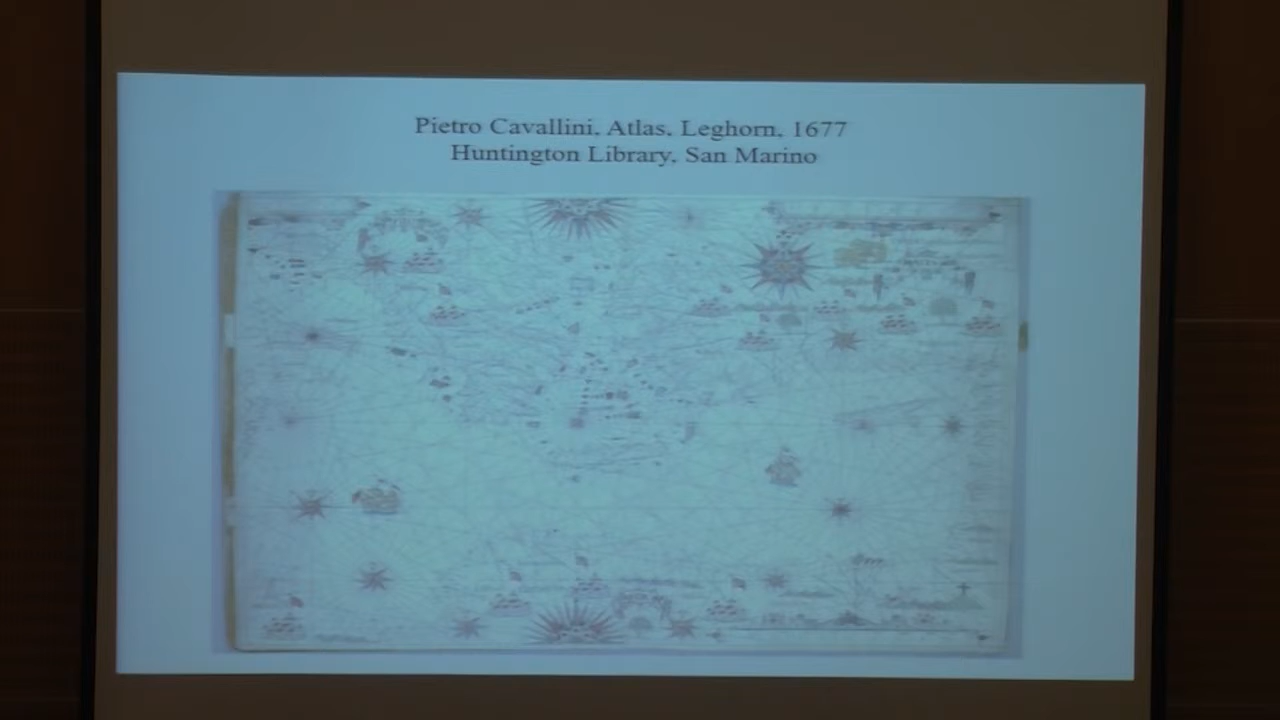 Pietro Cavallini, Atlas, Leghorn, 1677
Huntington Library, San Marino